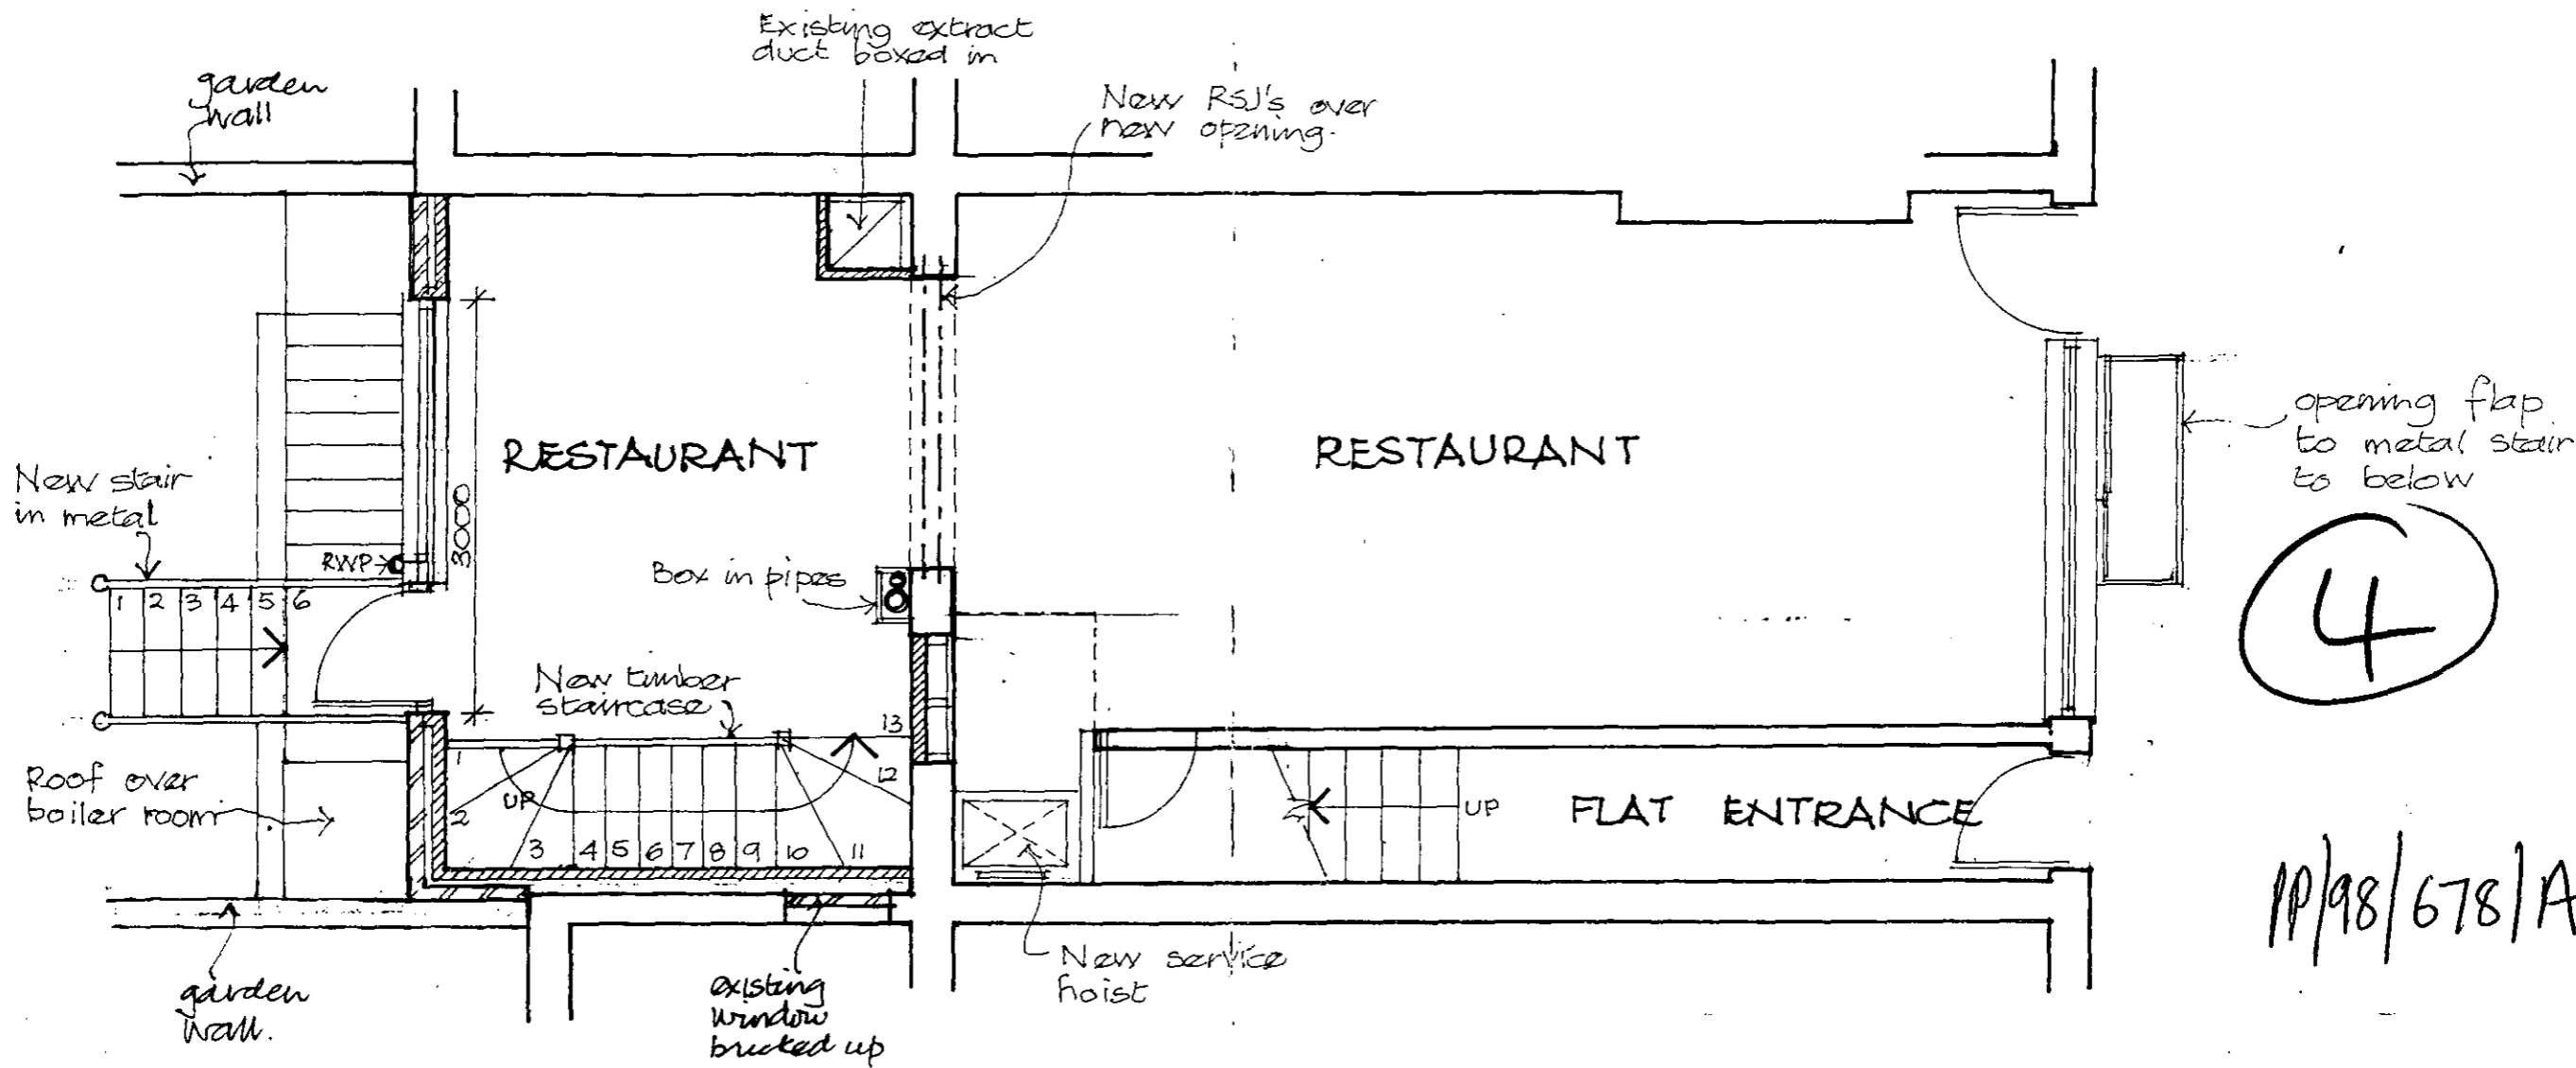 Existing extract
duct boxed in
garden
wall
New RSJ's over
new opening.
RESTAURANT
RESTAURANT
opening flap
to metal stair
to below
New stair
in metal
RWP
3000
Box in pipes
4
1 2 3 4 5 6
New timber
staircase
13
1
12
UP
2
3 4 5 6 7 8 9 10 11
Roof over
boiler room
UP
FLAT ENTRANCE
PP/98/678/A
New service
hoist
garden
wall.
existing
window
bricked up